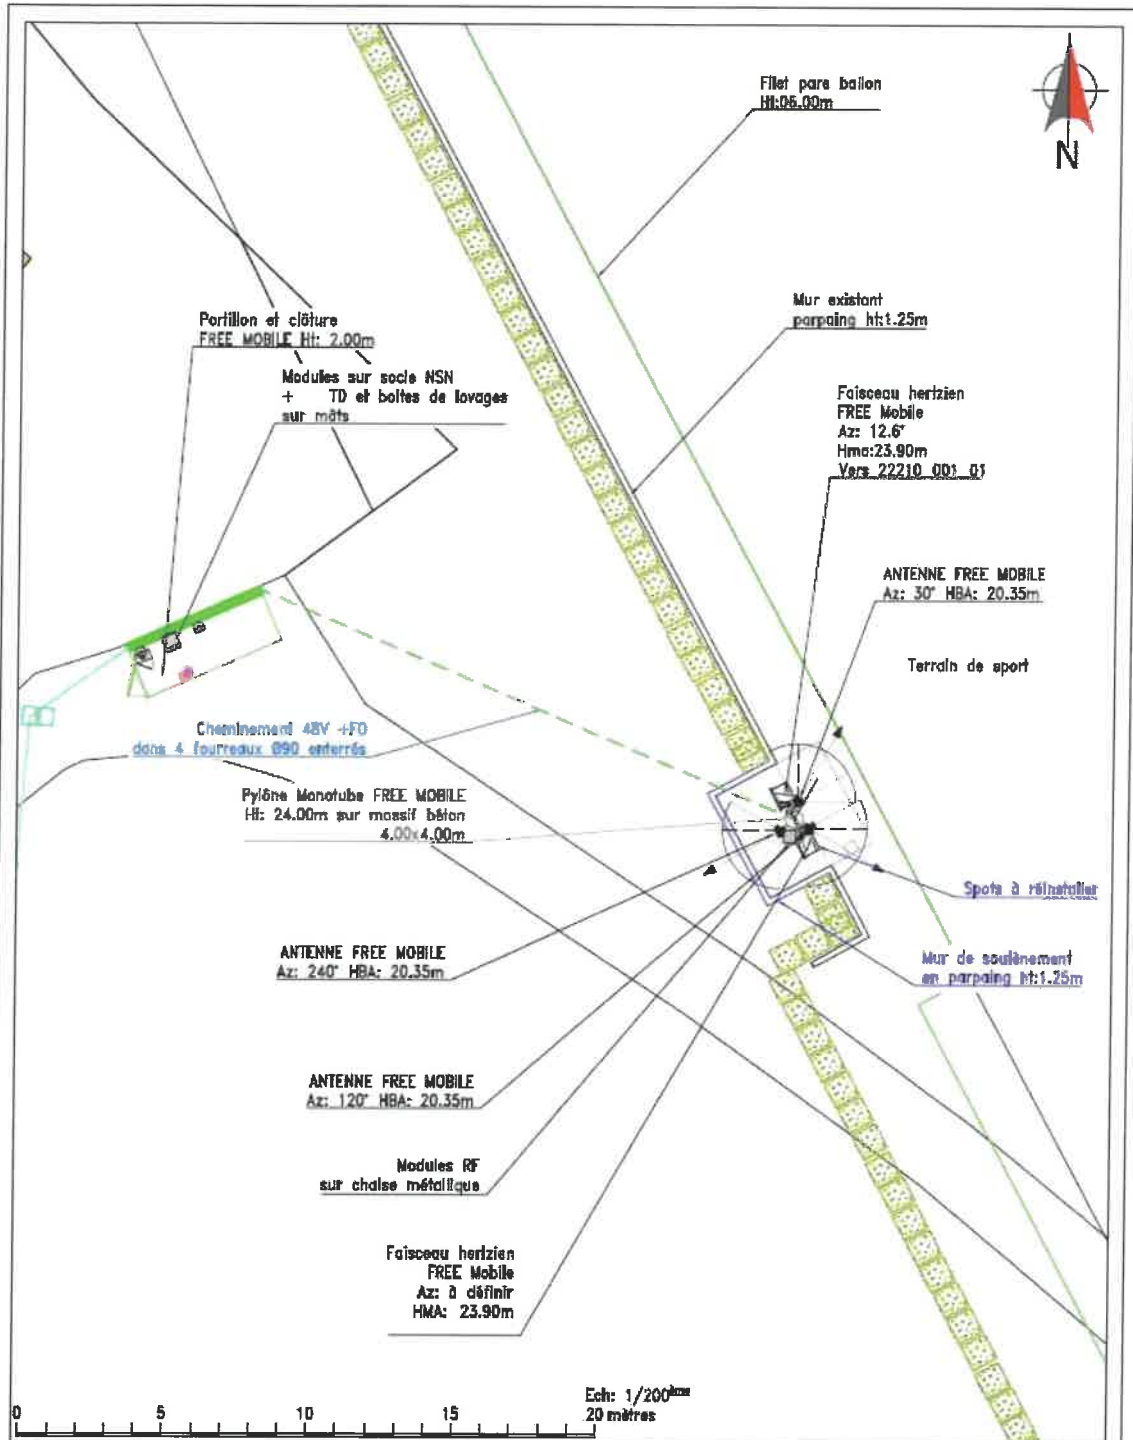 Filet pare ballon
Ht:06.00m
N
Mur existant
parpaing ht:1.25m
Portillon et clôture
FREE MOBILE Ht: 2.00m
Modules sur socle NSN
+ TD et boites de lovages
sur mâts
Faisceau hertzien
FREE Mobile
Az: 12.6°
Hma:23.90m
Vers 22210_001_01
ANTENNE FREE MOBILE
Az: 30° HBA: 20.35m
Terrain de sport
Cheminement 48V +FO
dans 4 fourreaux Ø90 enterrés
Pylône Monotube FREE MOBILE
Ht: 24.00m sur massif béton
4.00x4.00m
Spots à réinstaller
ANTENNE FREE MOBILE
Az: 240° HBA: 20.35m
Mur de soutènement
en parpaing ht:1.25m
ANTENNE FREE MOBILE
Az: 120° HBA: 20.35m
Modules RF
sur chaise métallique
Faisceau hertzien
FREE Mobile
Az: à définir
HMA: 23.90m
Ech: 1/200ème
0 5 10 15 20 mètres